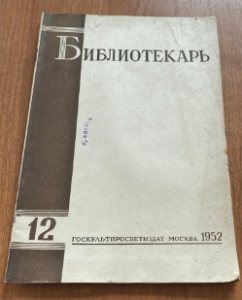 БИБЛИОТЕКАРЬ
12
ГОСКУЛЬТПРОСВЕТИЗДАТ - МОСКВА 1952